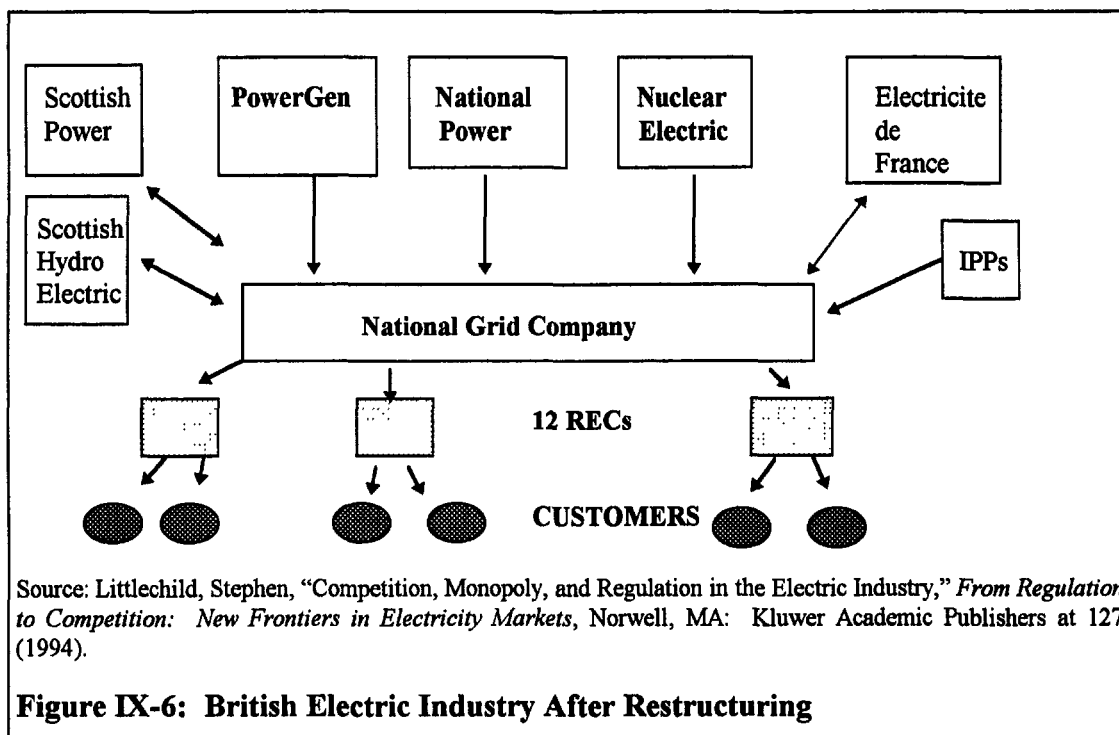 Scottish
Power
PowerGen
National
Power
Nuclear
Electric
Electricite
de
France
Scottish
Hydro
Electric
IPPs
National Grid Company
12 RECs
CUSTOMERS
Source: Littlechild, Stephen, “Competition, Monopoly, and Regulation in the Electric Industry,” From Regulation
to Competition: New Frontiers in Electricity Markets, Norwell, MA: Kluwer Academic Publishers at 127
(1994).
Figure IX-6: British Electric Industry After Restructuring